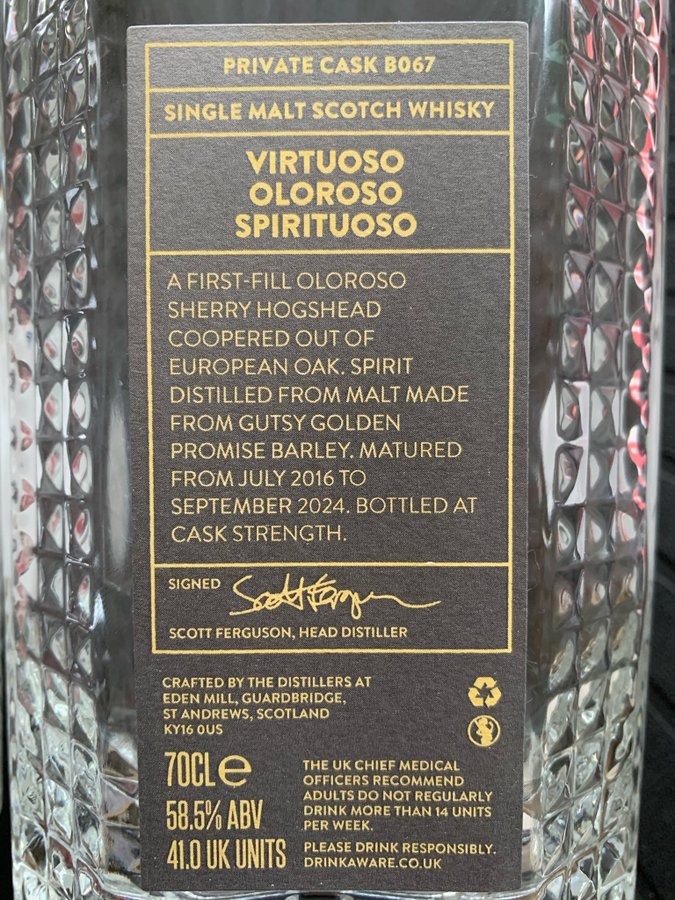 PRIVATE CASK B067
SINGLE MALT SCOTCH WHISKY
VIRTUOSO
OLOROSO
SPIRITUOSO
A FIRST-FILL OLOROSO
SHERRY HOGSHEAD
COOPERED OUT OF
EUROPEAN OAK. SPIRIT
DISTILLED FROM MALT MADE
FROM GUTSY GOLDEN
PROMISE BARLEY. MATURED
FROM JULY 2016 TO
SEPTEMBER 2024. BOTTLED AT
CASK STRENGTH.
SIGNED Scott Ferguson
SCOTT FERGUSON, HEAD DISTILLER
CRAFTED BY THE DISTILLERS AT
EDEN MILL, GUARDBRIDGE,
ST ANDREWS, SCOTLAND
KY16 0US
70CL e
58.5% ABV
41.0 UK UNITS
THE UK CHIEF MEDICAL
OFFICERS RECOMMEND
ADULTS DO NOT REGULARLY
DRINK MORE THAN 14 UNITS
PER WEEK.
PLEASE DRINK RESPONSIBLY.
DRINKAWARE.CO.UK